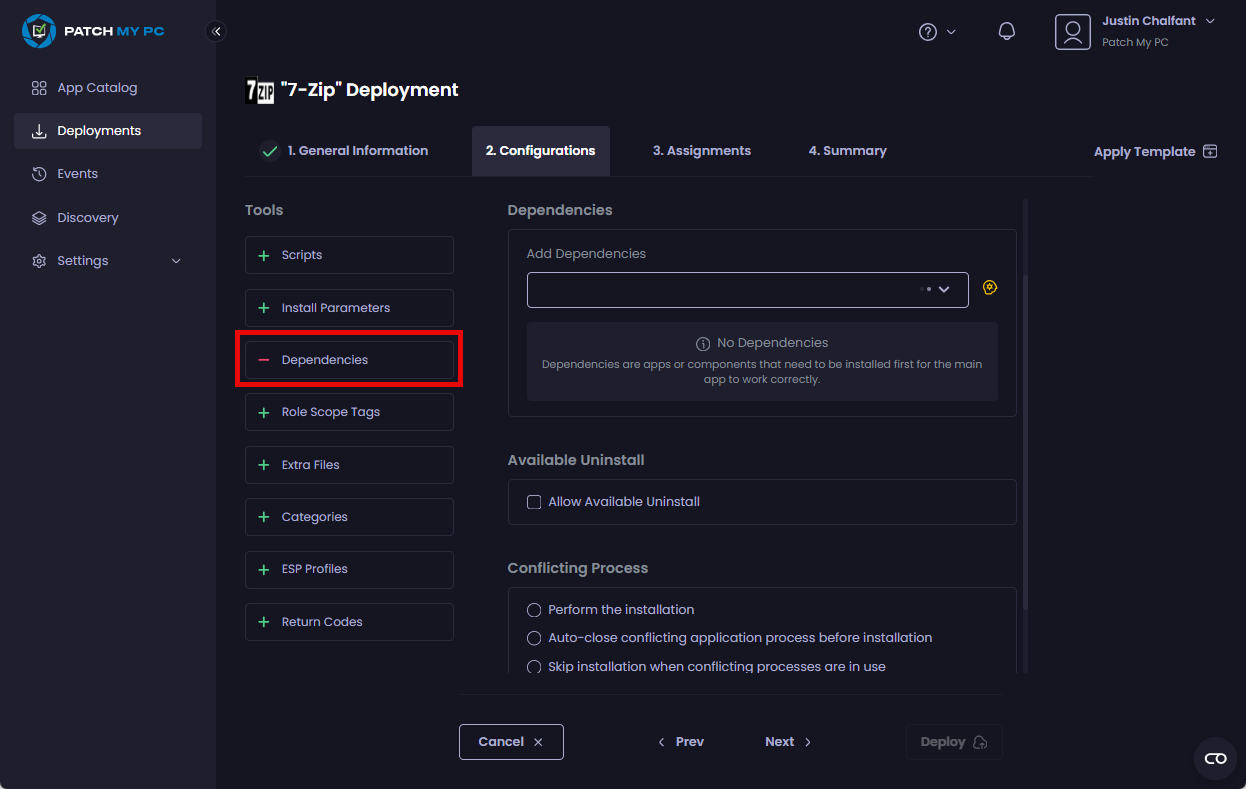 PATCH MY PC
App Catalog
Deployments
Events
Discovery
Settings
Justin Chalfant
Patch My PC
7ZIP "7-Zip" Deployment
1. General Information
2. Configurations
3. Assignments
4. Summary
Apply Template
Tools
Scripts
Install Parameters
Dependencies
Role Scope Tags
Extra Files
Categories
ESP Profiles
Return Codes
Dependencies
Add Dependencies
No Dependencies
Dependencies are apps or components that need to be installed first for the main
app to work correctly.
Available Uninstall
Allow Available Uninstall
Conflicting Process
Perform the installation
Auto-close conflicting application process before installation
Skip installation when conflicting processes are in use
Cancel
Prev
Next
Deploy